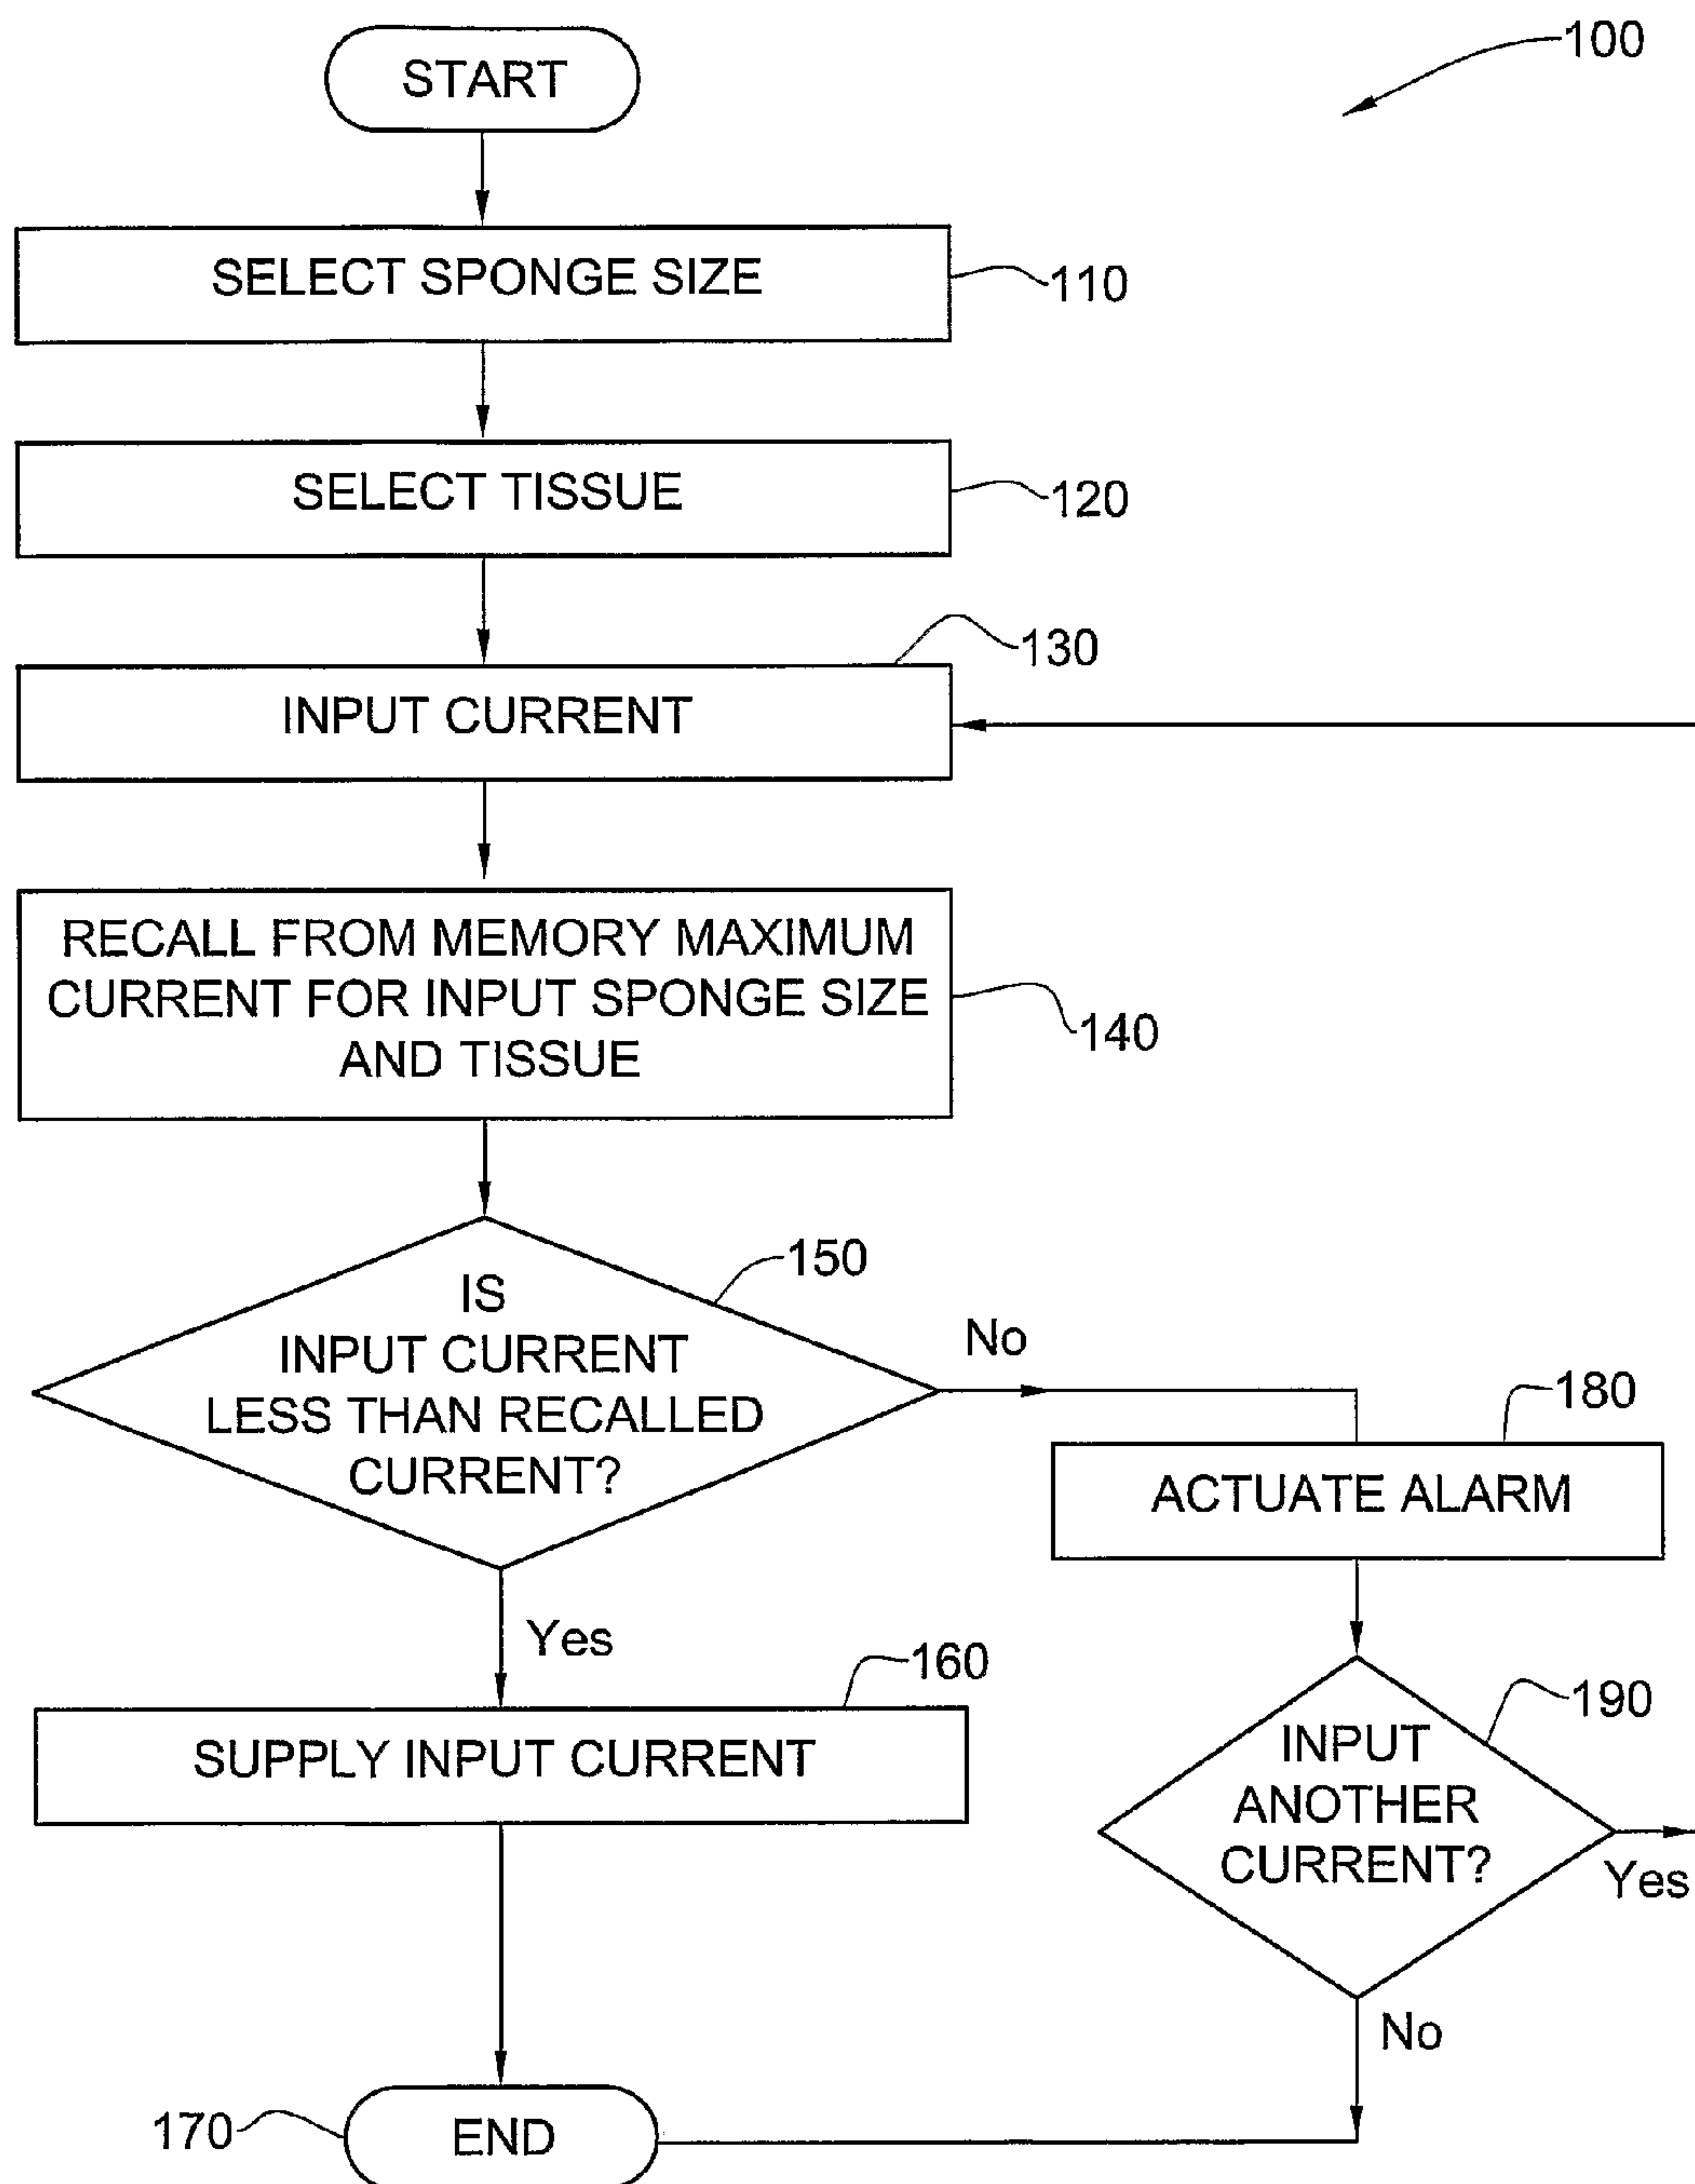 100
START
SELECT SPONGE SIZE
110
SELECT TISSUE
120
130
INPUT CURRENT
RECALL FROM MEMORY MAXIMUM
CURRENT FOR INPUT SPONGE SIZE
AND TISSUE
140
150
IS
INPUT CURRENT
LESS THAN RECALLED
CURRENT?
No
180
ACTUATE ALARM
Yes
160
SUPPLY INPUT CURRENT
190
INPUT
ANOTHER
CURRENT?
Yes
No
170
END